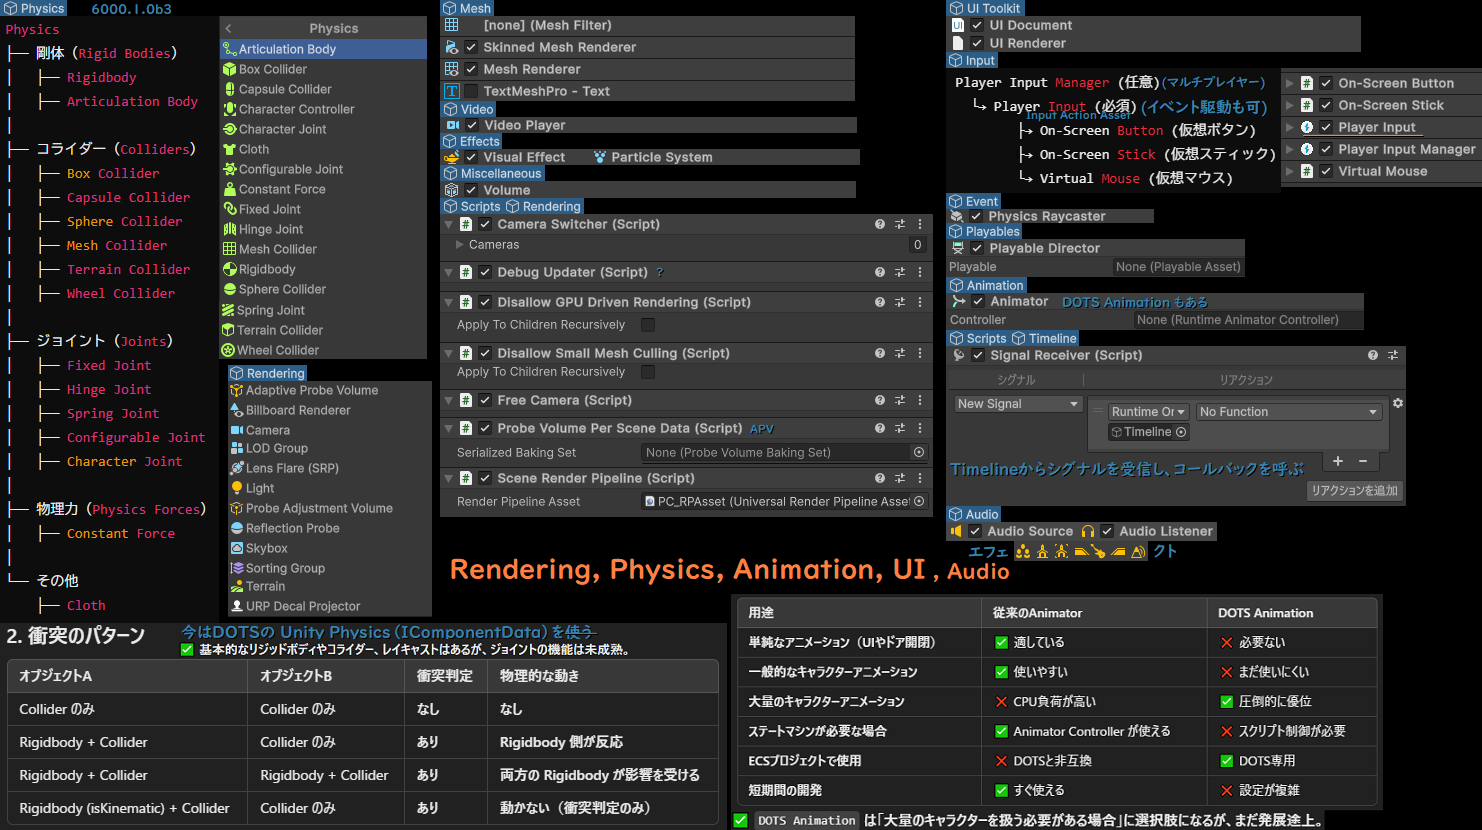 Physics
6000.1.0b3
Physics
├── 剛体 (Rigid Bodies)
│   ├── Rigidbody
│   ├── Articulation Body
│
├── コライダー (Colliders)
│   ├── Box Collider
│   ├── Capsule Collider
│   ├── Sphere Collider
│   ├── Mesh Collider
│   ├── Terrain Collider
│   ├── Wheel Collider
│
├── ジョイント (Joints)
│   ├── Fixed Joint
│   ├── Hinge Joint
│   ├── Spring Joint
│   ├── Configurable Joint
│   ├── Character Joint
│
├── 物理力 (Physics Forces)
│   ├── Constant Force
│
└── その他
├── Cloth
Physics
Articulation Body
Box Collider
Capsule Collider
Character Controller
Character Joint
Cloth
Configurable Joint
Constant Force
Fixed Joint
Hinge Joint
Mesh Collider
Rigidbody
Sphere Collider
Spring Joint
Terrain Collider
Wheel Collider
Rendering
Adaptive Probe Volume
Billboard Renderer
Camera
LOD Group
Lens Flare (SRP)
Light
Probe Adjustment Volume
Reflection Probe
Skybox
Sorting Group
Terrain
URP Decal Projector
Mesh
[none] (Mesh Filter)
Skinned Mesh Renderer
Mesh Renderer
TextMeshPro - Text
Video
Video Player
Effects
Visual Effect Particle System
Miscellaneous
Volume
Scripts Rendering
Camera Switcher (Script)
Cameras 0
Debug Updater (Script) ?
Disallow GPU Driven Rendering (Script)
Apply To Children Recursively
Disallow Small Mesh Culling (Script)
Apply To Children Recursively
Free Camera (Script)
Probe Volume Per Scene Data (Script) APV
Serialized Baking Set None (Probe Volume Baking Set)
Scene Render Pipeline (Script)
Render Pipeline Asset PC_RPAsset (Universal Render Pipeline Asset
UI Toolkit
UI Document
UI Renderer
Input
Player Input Manager (任意)(マルチプレイヤー)
└→ Player Input (必須)(イベント駆動も可)
Input Action Asset
├→ On-Screen Button (仮想ボタン)
├→ On-Screen Stick (仮想スティック)
└→ Virtual Mouse (仮想マウス)
On-Screen Button
On-Screen Stick
Player Input
Player Input Manager
Virtual Mouse
Event
Physics Raycaster
Playables
Playable Director
Playable None (Playable Asset)
Animation
Animator DOTS Animation もある
Controller None (Runtime Animator Controller)
Scripts Timeline
Signal Receiver (Script)
シグナル リアクション
New Signal Runtime Or No Function
Timeline
+ −
Timelineからシグナルを受信し、コールバックを呼ぶ
リアクションを追加
Audio
Audio Source Audio Listener
エフェ クト
Rendering, Physics, Animation, UI , Audio
2. 衝突のパターン
今はDOTSの Unity Physics (IComponentData) を使う
✅ 基本的なリジッドボディやコライダー、レイキャストはあるが、ジョイントの機能は未成熟。
オブジェクトA オブジェクトB 衝突判定 物理的な動き
Collider のみ Collider のみ なし なし
Rigidbody + Collider Collider のみ あり Rigidbody 側が反応
Rigidbody + Collider Rigidbody + Collider あり 両方の Rigidbody が影響を受ける
Rigidbody (isKinematic) + Collider Collider のみ あり 動かない（衝突判定のみ）
用途 従来のAnimator DOTS Animation
単純なアニメーション（UIやドア開閉） ✅ 適している ❌ 必要ない
一般的なキャラクターアニメーション ✅ 使いやすい ❌ まだ使いにくい
大量のキャラクターアニメーション ❌ CPU負荷が高い ✅ 圧倒的に優位
ステートマシンが必要な場合 ✅ Animator Controller が使える ❌ スクリプト制御が必要
ECSプロジェクトで使用 ❌ DOTSと非互換 ✅ DOTS専用
短期間の開発 ✅ すぐ使える ❌ 設定が複雑
✅ DOTS Animation は「大量のキャラクターを扱う必要がある場合」に選択肢になるが、まだ発展途上。